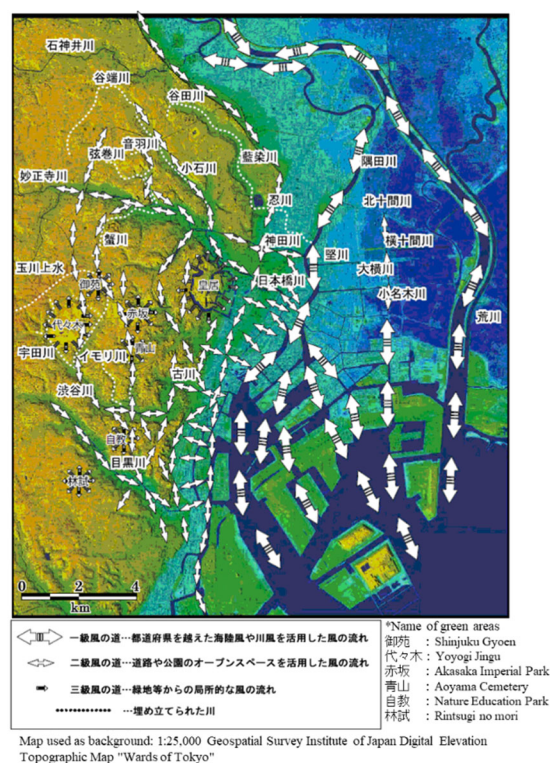 石神井川
谷端川
谷田川
弦巻川
音羽川
小石川
藍染川
妙正寺川
隅田川
忍川
北十間川
蟹川
神田川
竪川
横十間川
玉川上水
御苑
皇居
日本橋川
大横川
小名木川
荒川
代々木
赤坂
宇田川
イモリ川
青山
渋谷川
古川
自教
目黒川
林試
0 2 4
km
一級風の道…都道府県を越えた海陸風や川風を活用した風の流れ
二級風の道…道路や公園のオープンスペースを活用した風の流れ
三級風の道…緑地等からの局所的な風の流れ
…埋め立てられた川
*Name of green areas
御苑 : Shinjuku Gyoen
代々木 : Yoyogi Jingu
赤坂 : Akasaka Imperial Park
青山 : Aoyama Cemetery
自教 : Nature Education Park
林試 : Rintsugi no mori
Map used as background: 1:25,000 Geospatial Survey Institute of Japan Digital Elevation
Topographic Map "Wards of Tokyo"